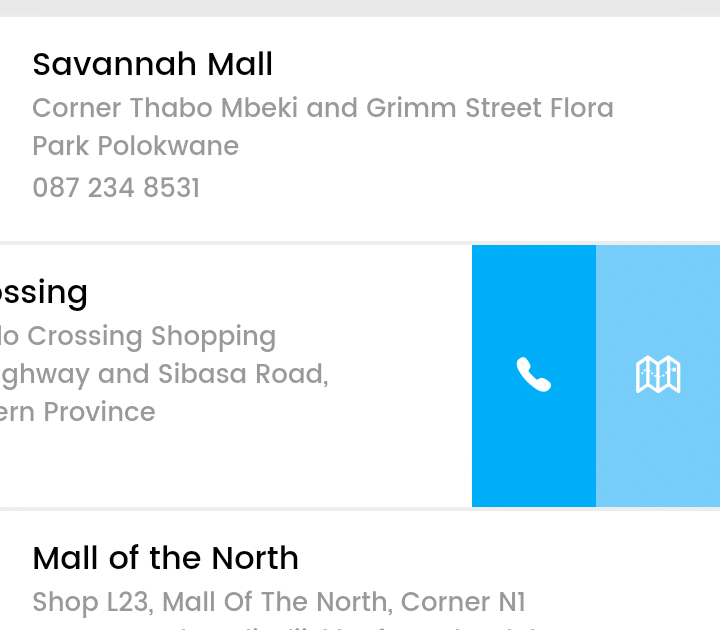 Savannah Mall
Corner Thabo Mbeki and Grimm Street Flora
Park Polokwane
087 234 8531
ossing
lo Crossing Shopping
ghway and Sibasa Road,
ern Province
Mall of the North
Shop L23, Mall Of The North, Corner N1